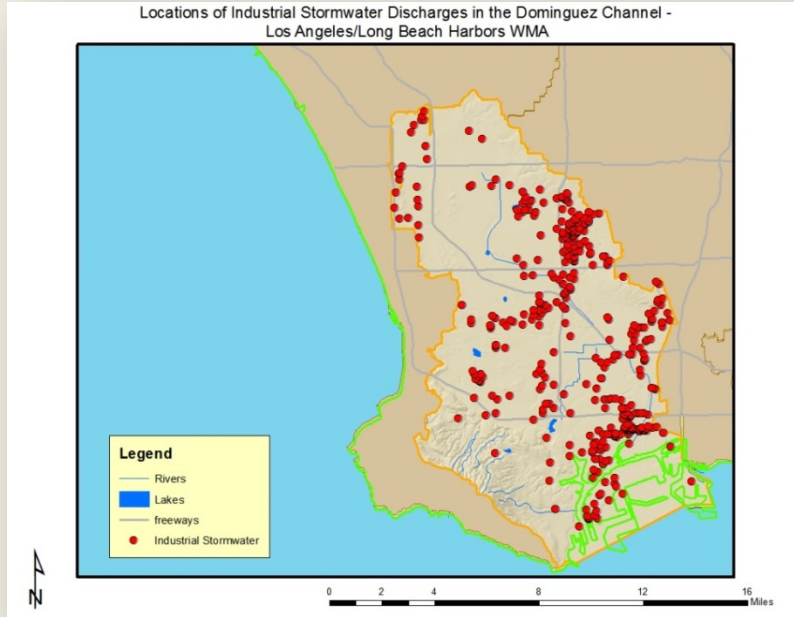 Locations of Industrial Stormwater Discharges in the Dominguez Channel -
Los Angeles/Long Beach Harbors WMA
Legend
Rivers
Lakes
freeways
Industrial Stormwater
N
0 2 4 8 12 16
Miles